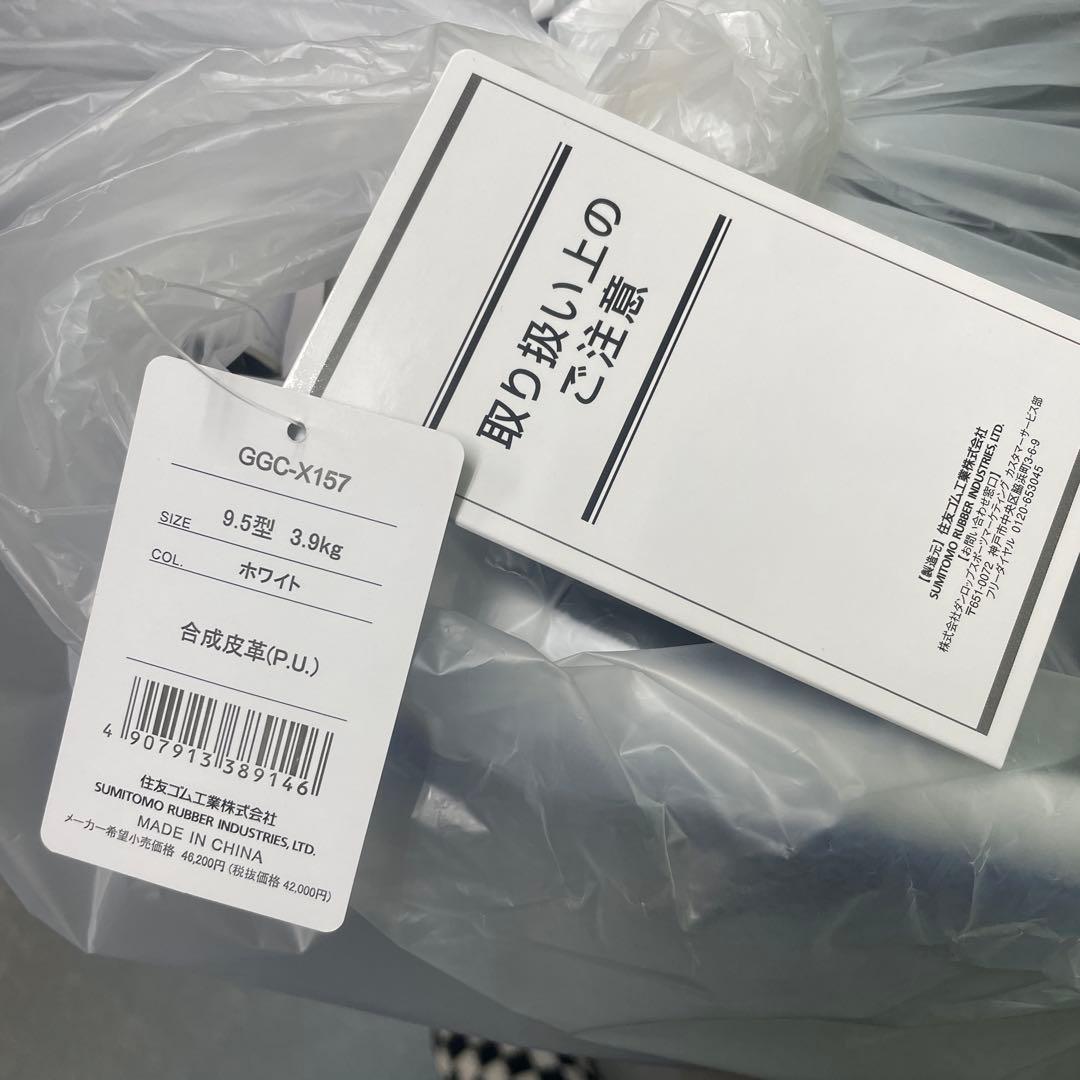 GGC-X157
SIZE 9.5型 3.9kg
COL. ホワイト
合成皮革(P.U.)
4 907913 389146
住友ゴム工業株式会社
SUMITOMO RUBBER INDUSTRIES, LTD.
MADE IN CHINA
メーカー希望小売価格 46,200円(税抜価格 42,000円)
取り扱い上の
ご注意
【製造元】住友ゴム工業株式会社
SUMITOMO RUBBER INDUSTRIES, LTD.
【お問い合わせ窓口】
株式会社ダンロップスポーツマーケティング カスタマーサービス部
〒651-0072 神戸市中央区脇浜町3-6-9
フリーダイヤル 0120-653045